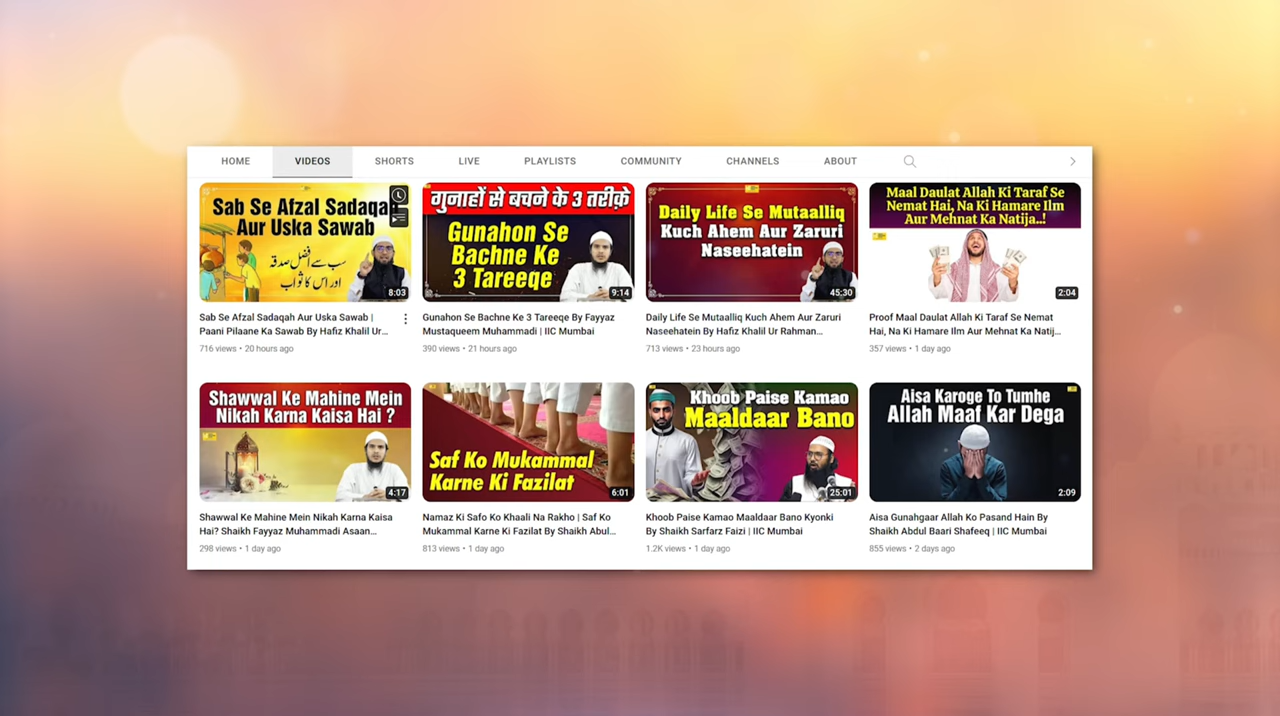 HOME VIDEOS SHORTS LIVE PLAYLISTS COMMUNITY CHANNELS ABOUT
Sab Se Afzal Sadaqah
Aur Uska Sawab
سب سے افضل صدقہ
اور اس کا ثواب
8:03
Sab Se Afzal Sadaqah Aur Uska Sawab |
Paani Pilaane Ka Sawab By Hafiz Khalil Ur...
716 views • 20 hours ago
गुनाहों से बचने के 3 तरीक़े
Gunahon Se
Bachne Ke
3 Tareeqe
9:14
Gunahon Se Bachne Ke 3 Tareeqe By Fayyaz
Mustaqueem Muhammadi | IIC Mumbai
390 views • 21 hours ago
Daily Life Se Mutaalliq
Kuch Ahem Aur Zaruri
Naseehatein
45:30
Daily Life Se Mutaalliq Kuch Ahem Aur Zaruri
Naseehatein By Hafiz Khalil Ur Rahman...
713 views • 23 hours ago
Maal Daulat Allah Ki Taraf Se
Nemat Hai, Na Ki Hamare Ilm
Aur Mehnat Ka Natija..!
2:04
Proof Maal Daulat Allah Ki Taraf Se Nemat
Hai, Na Ki Hamare Ilm Aur Mehnat Ka Natij...
357 views • 1 day ago
Shawwal Ke Mahine Mein
Nikah Karna Kaisa Hai ?
4:17
Shawwal Ke Mahine Mein Nikah Karna Kaisa
Hai? Shaikh Fayyaz Muhammadi Asaan...
298 views • 1 day ago
Saf Ko Mukammal
Karne Ki Fazilat
6:01
Namaz Ki Safo Ko Khaali Na Rakho | Saf Ko
Mukammal Karne Ki Fazilat By Shaikh Abul...
813 views • 1 day ago
Khoob Paise Kamao
Maaldaar Bano
25:01
Khoob Paise Kamao Maaldaar Bano Kyonki
By Shaikh Sarfarz Faizi | IIC Mumbai
1.2K views • 1 day ago
Aisa Karoge To Tumhe
Allah Maaf Kar Dega
2:09
Aisa Gunahgaar Allah Ko Pasand Hain By
Shaikh Abdul Baari Shafeeq | IIC Mumbai
855 views • 2 days ago